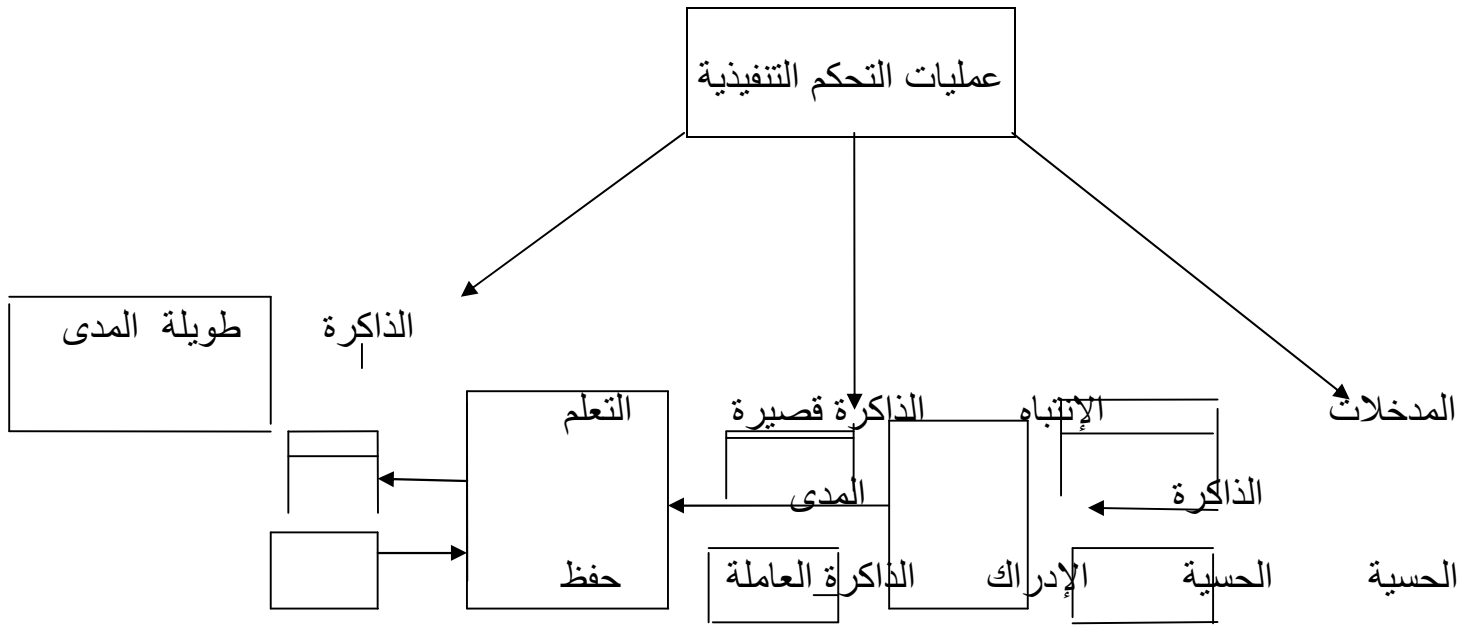 عمليات التحكم التنفيذية
الذاكرة طويلة المدى
المدخلات الإنتباه الذاكرة قصيرة التعلم
الذاكرة المدى
الحسية الحسية الإدراك الذاكرة العاملة حفظ